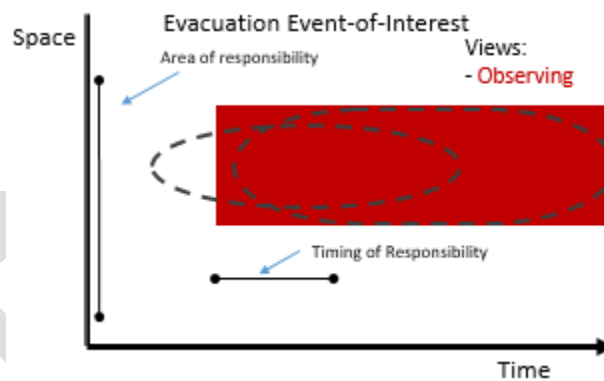 Evacuation Event-of-Interest
Space
Area of responsibility
Views:
- Observing
Timing of Responsibility
Time